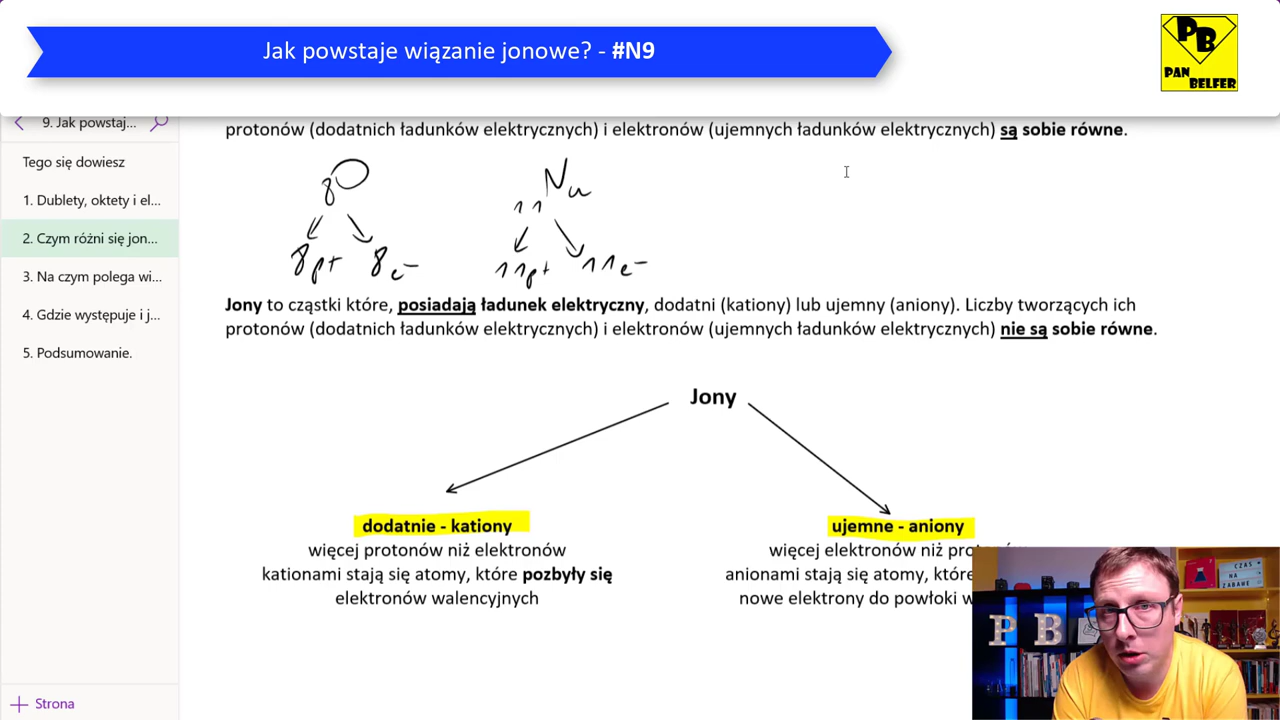 Jak powstaje wiązanie jonowe? - #N9
PB
PAN
BELFER
9. Jak powstaj...
Tego się dowiesz
1. Dublety, oktety i el...
2. Czym różni się jon...
3. Na czym polega wi...
4. Gdzie występuje i j...
5. Podsumowanie.
Strona
protonów (dodatnich ładunków elektrycznych) i elektronów (ujemnych ładunków elektrycznych) są sobie równe.
8O
11Na
8p+ 8e-
11p+ 11e-
Jony to cząstki które, posiadają ładunek elektryczny, dodatni (kationy) lub ujemny (aniony). Liczby tworzących ich
protonów (dodatnich ładunków elektrycznych) i elektronów (ujemnych ładunków elektrycznych) nie są sobie równe.
Jony
dodatnie - kationy
więcej protonów niż elektronów
kationami stają się atomy, które pozbyły się
elektronów walencyjnych
ujemne - aniony
więcej elektronów niż
anionami stają się atomy, które
nowe elektrony do powłoki
CZAS
NA
ZABAWE
P B